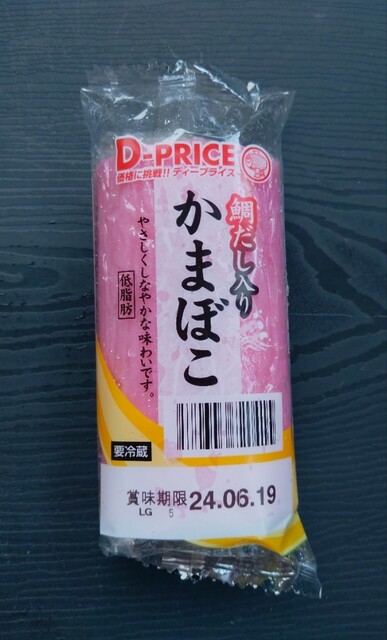 D-PRICE
価格に挑戦!! ディープライス
鯛だし入り
かまぼこ
やさしくしなやかな味わいです。
低脂肪
要冷蔵
賞味期限 24.06.19
LG 5